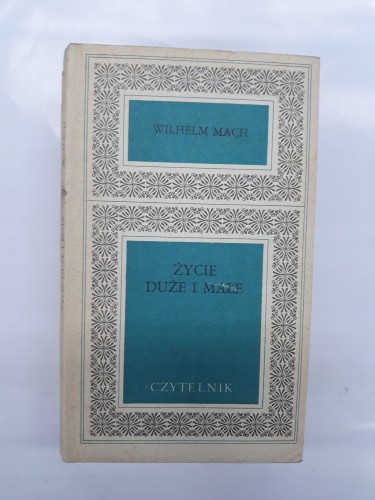 WILHELM MACH
ŻYCIE
DUŻE I MAŁE
CZYTELNIK